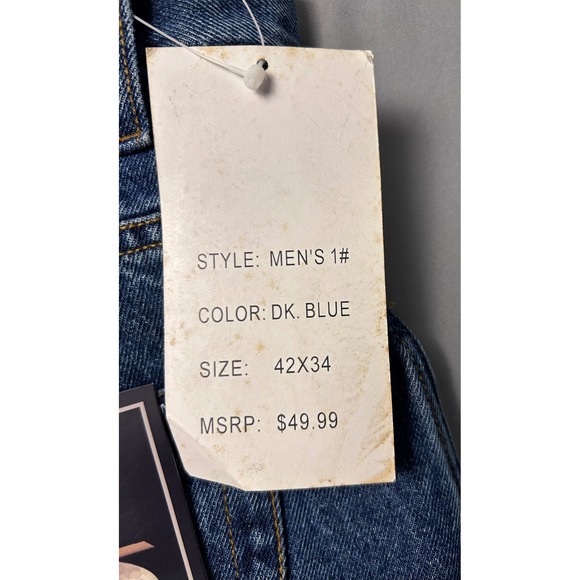 STYLE: MEN'S 1#
COLOR: DK. BLUE
SIZE: 42X34
MSRP: $49.99